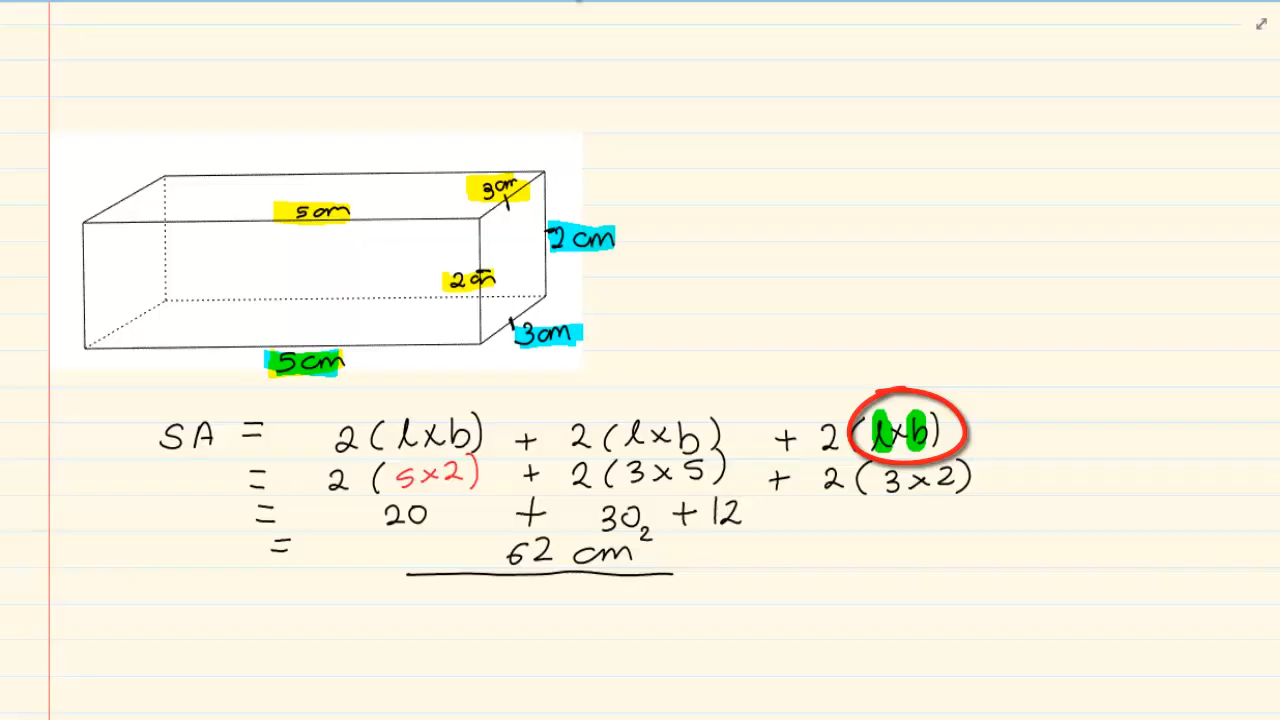 3cm
5cm
2cm
2cm
3cm
5cm
SA = 2(l×b) + 2(l×b) + 2(l×b)
= 2(5×2) + 2(3×5) + 2(3×2)
= 20 + 30 + 12
= 62 cm²